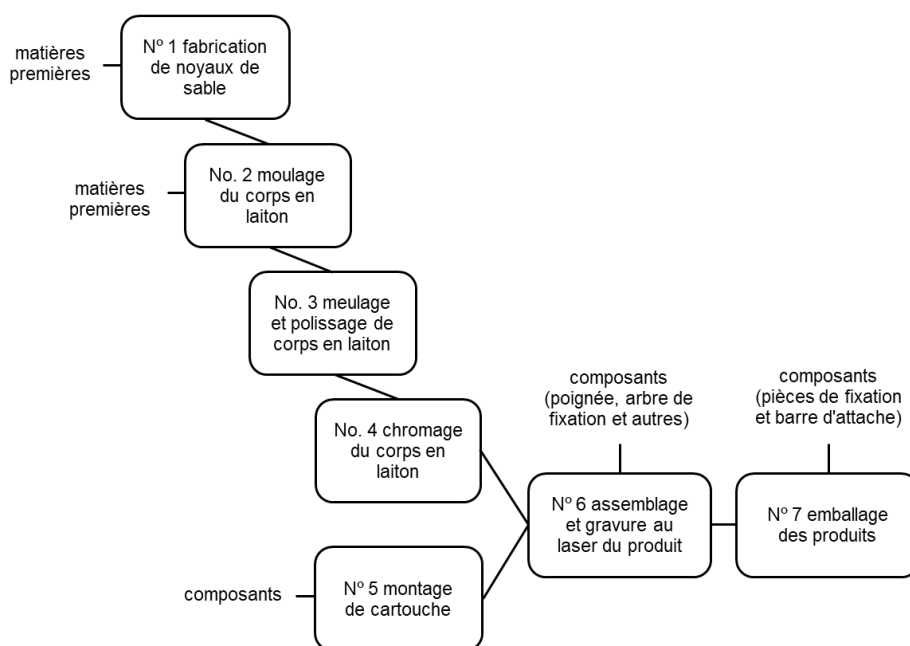 matières
premières
Nº 1 fabrication
de noyaux de
sable
matières
premières
No. 2 moulage
du corps en
laiton
No. 3 meulage
et polissage de
corps en laiton
No. 4 chromage
du corps en
laiton
composants
Nº 5 montage
de cartouche
composants
(poignée, arbre de
fixation et autres)
Nº 6 assemblage
et gravure au
laser du produit
composants
(pièces de fixation
et barre d'attache)
Nº 7 emballage
des produits